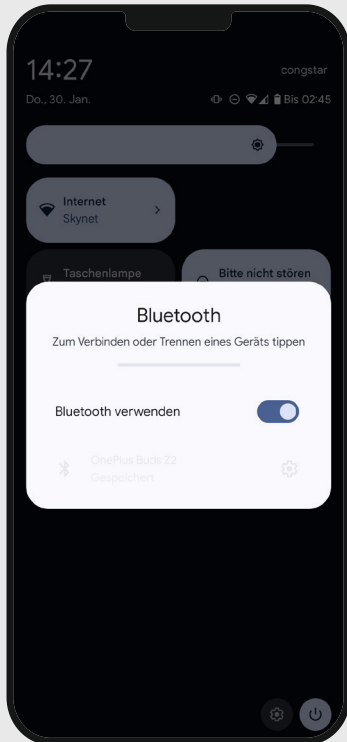 14:27
congstar
Do., 30. Jan.
Bis 02:45
Internet
Skynet
Taschenlampe
Bitte nicht stören
Bluetooth
Zum Verbinden oder Trennen eines Geräts tippen
Bluetooth verwenden
OnePlus Buds Z2
Gespeichert